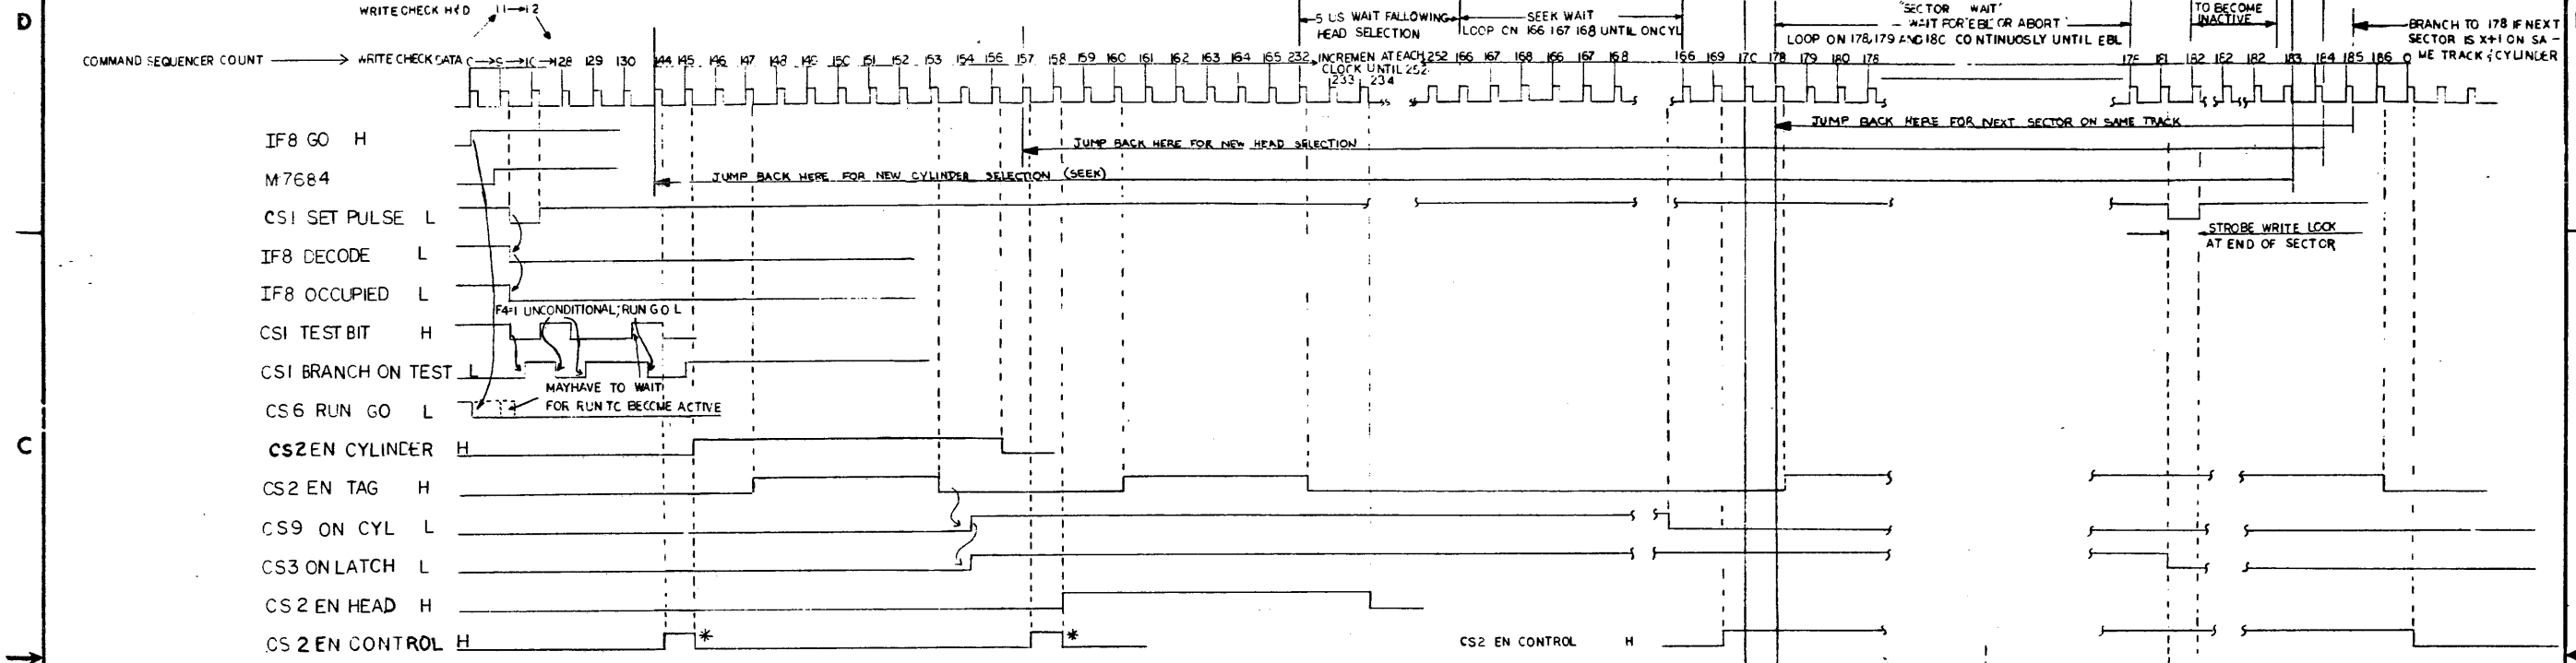 D
WRITE CHECK H&D 11→12
5 US WAIT FALLOWING
HEAD SELECTION
SEEK WAIT
LOOP ON 166 167 168 UNTIL ONCYL
"SECTOR WAIT"
WAIT FOR EBL OR ABORT
LOOP ON 178,179 AND 180 CONTINUOSLY UNTIL EBL
TO BECOME
INACTIVE
BRANCH TO 178 IF NEXT
SECTOR IS X+1 ON SA-
ME TRACK & CYLINDER
COMMAND SEQUENCER COUNT → WRITE CHECK DATA 128 129 130 144 145 146 147 148 149 150 151 152 153 154 156 157 158 159 160 161 162 163 164 165 232 INCREMEN AT EACH 252 166 167 168 166 167 168 166 169 170 178 179 180 178 181 182 182 182 183 184 185 186 0
CLOCK UNTIL 252
233 234
IF8 GO H
JUMP BACK HERE FOR NEXT SECTOR ON SAME TRACK
JUMP BACK HERE FOR NEW HEAD SELECTION
M7684
JUMP BACK HERE FOR NEW CYLINDER SELECTION (SEEK)
CS1 SET PULSE L
STROBE WRITE LOCK
AT END OF SECTOR
IF8 DECODE L
IF8 OCCUPIED L
F4=1 UNCONDITIONAL; RUN GO L
CS1 TEST BIT H
CS1 BRANCH ON TEST L
MAYHAVE TO WAIT
FOR RUN TO BECOME ACTIVE
CS6 RUN GO L
C
CS2 EN CYLINDER H
CS2 EN TAG H
CS9 ON CYL L
CS3 ON LATCH L
CS2 EN HEAD H
CS2 EN CONTROL H * *
CS2 EN CONTROL H